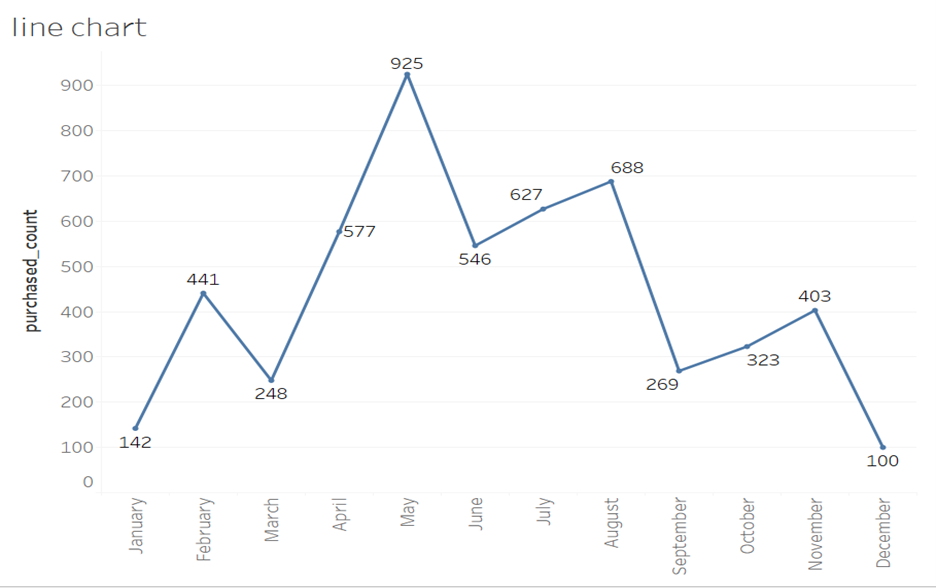 line chart
purchased_count
900
800
700
600
500
400
300
200
100
0
142
441
248
577
925
546
627
688
269
323
403
100
January
February
March
April
May
June
July
August
September
October
November
December